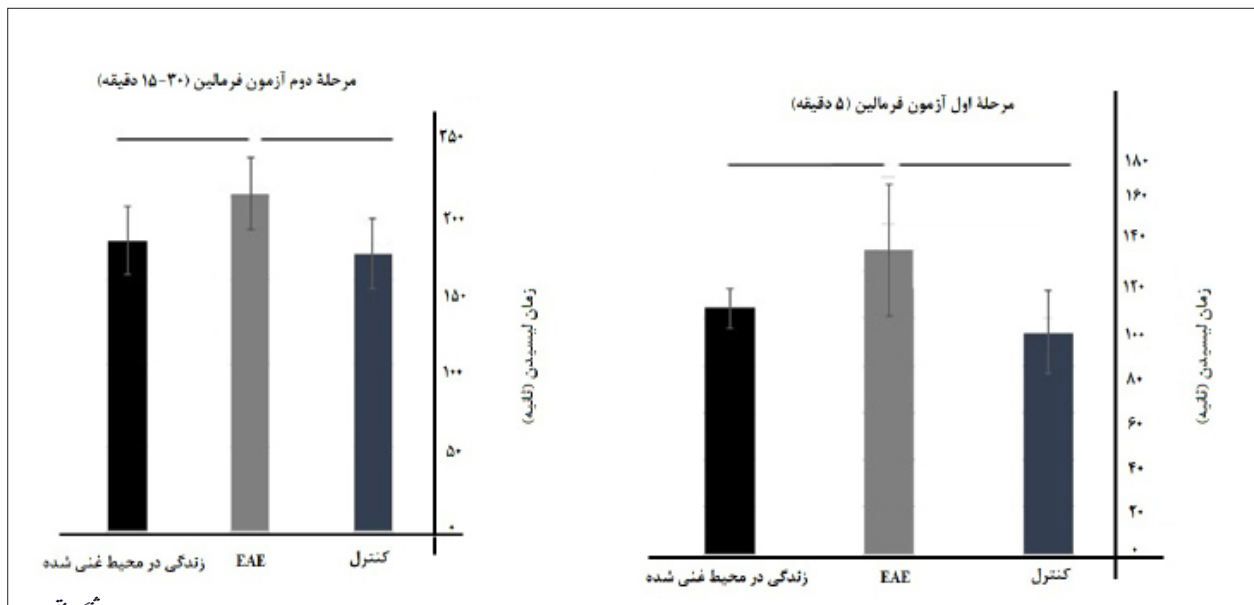 مرحلهٔ اول آزمون فرمالین (۵ دقیقه)
۱۸۰
۱۶۰
۱۴۰
۱۲۰
۱۰۰
۸۰
۶۰
۴۰
۲۰
۰
زمان لیسیدن (ثانیه)
کنترل
EAE
زندگی در محیط غنی شده
مرحلهٔ دوم آزمون فرمالین (۳۰-۱۵ دقیقه)
۲۵۰
۲۰۰
۱۵۰
۱۰۰
۵۰
۰
زمان لیسیدن (ثانیه)
کنترل
EAE
زندگی در محیط غنی شده